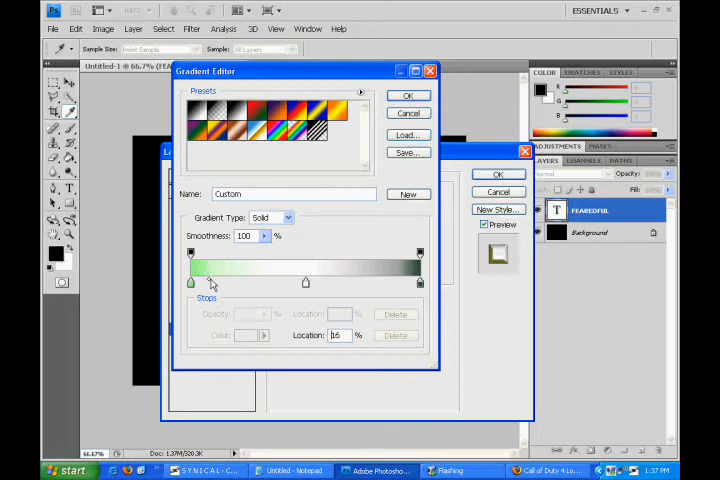 Ps
100%
ESSENTIALS
File Edit Image Layer Select Filter Analysis 3D View Window Help
Sample Size: Point Sample Sample: All Layers
Gradient Editor
Presets
OK
Cancel
Load...
Save...
Name: Custom
New
Gradient Type: Solid
Smoothness: 100 %
Stops
Opacity: % Location: % Delete
Color: Location: 16 % Delete
OK
Cancel
New Style...
Preview
COLOR SWATCHES STYLES
R
G
B
ADJUSTMENTS MASKS
LAYERS CHANNELS PATHS
Normal Opacity:
Lock: Fill:
T FEAREDFUL
Background
66.67% Doc: 1.37M/320.3K
start
S Y N I C A L - C...
Untitled - Notepad
Adobe Photosho...
Flashing
Call of Duty 4 Lo...
1:37 PM